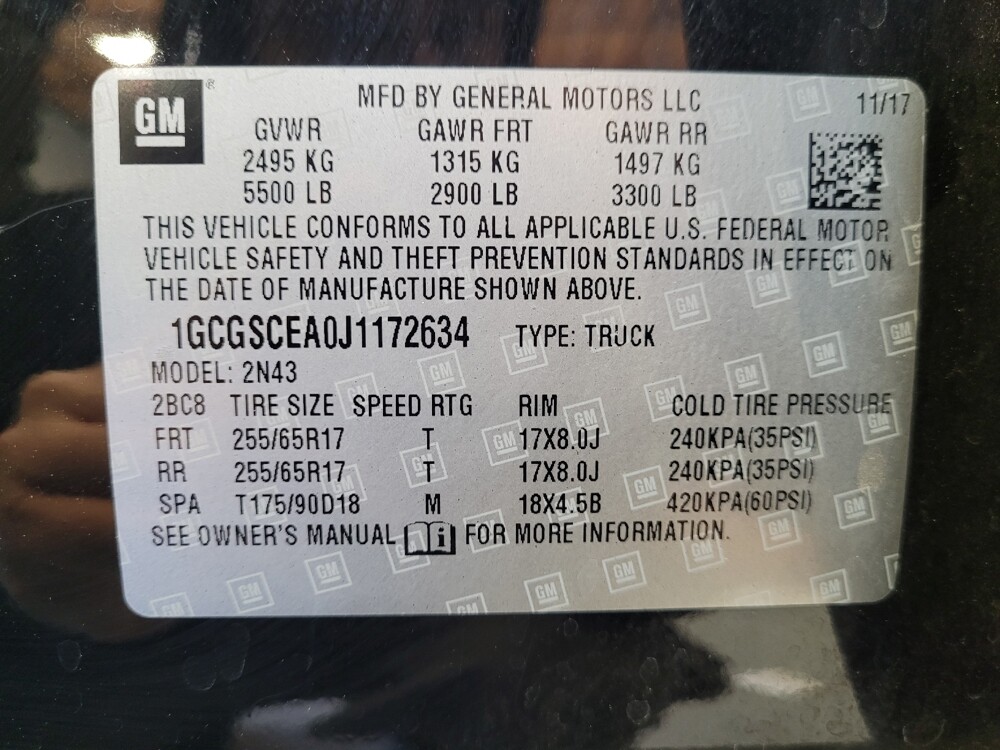 GM ® MFD BY GENERAL MOTORS LLC 11/17
GVWR GAWR FRT GAWR RR
2495 KG 1315 KG 1497 KG
5500 LB 2900 LB 3300 LB
THIS VEHICLE CONFORMS TO ALL APPLICABLE U.S. FEDERAL MOTOR
VEHICLE SAFETY AND THEFT PREVENTION STANDARDS IN EFFECT ON
THE DATE OF MANUFACTURE SHOWN ABOVE.
1GCGSCEA0J1172634 TYPE: TRUCK
MODEL: 2N43
2BC8 TIRE SIZE SPEED RTG RIM COLD TIRE PRESSURE
FRT 255/65R17 T 17X8.0J 240KPA(35PSI)
RR 255/65R17 T 17X8.0J 240KPA(35PSI)
SPA T175/90D18 M 18X4.5B 420KPA(60PSI)
SEE OWNER'S MANUAL i FOR MORE INFORMATION.